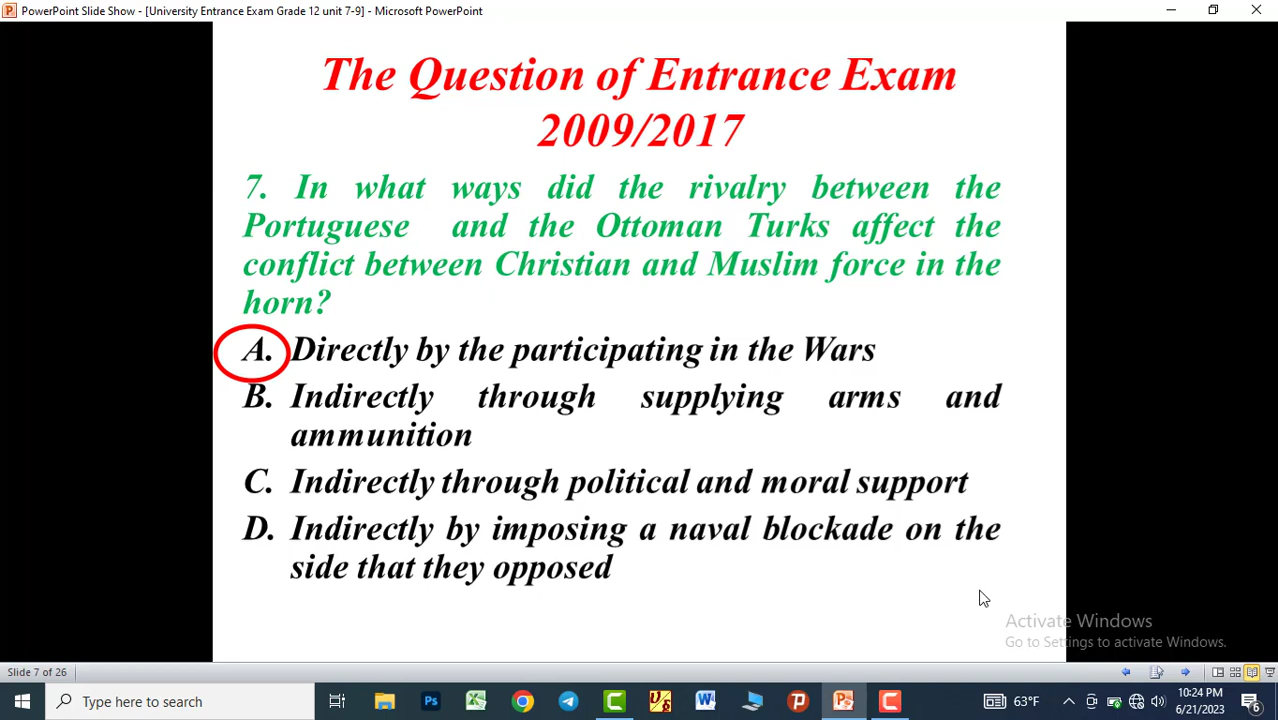 PowerPoint Slide Show - [University Entrance Exam Grade 12 unit 7-9] - Microsoft PowerPoint
The Question of Entrance Exam
2009/2017
7. In what ways did the rivalry between the
Portuguese and the Ottoman Turks affect the
conflict between Christian and Muslim force in the
horn?
A. Directly by the participating in the Wars
B. Indirectly through supplying arms and
ammunition
C. Indirectly through political and moral support
D. Indirectly by imposing a naval blockade on the
side that they opposed
Activate Windows
Go to Settings to activate Windows.
Slide 7 of 26
Type here to search
63°F
10:24 PM
6/21/2023
6